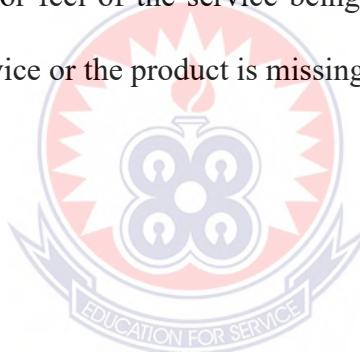 or feel of the service being
vice or the product is missing
EDUCATION FOR SERVICE